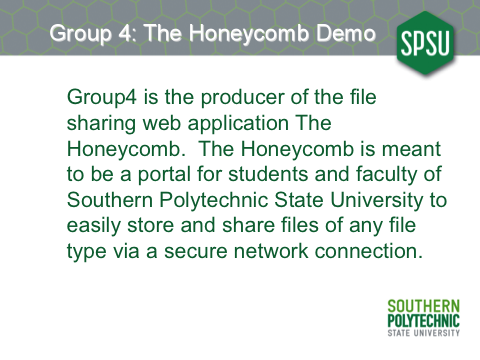 Group 4: The Honeycomb Demo
SPSU
Group4 is the producer of the file
sharing web application The
Honeycomb.  The Honeycomb is meant
to be a portal for students and faculty of
Southern Polytechnic State University to
easily store and share files of any file
type via a secure network connection.
SOUTHERN
POLYTECHNIC
STATE UNIVERSITY